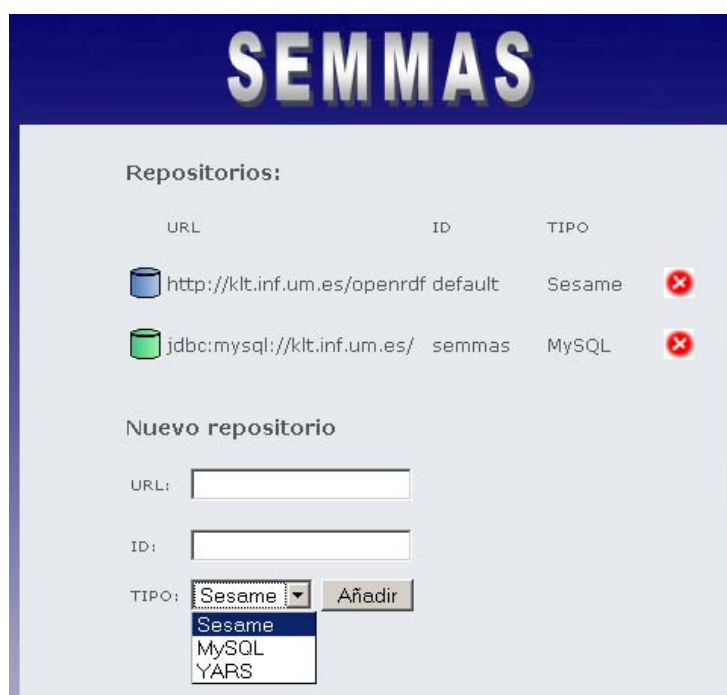 SEMMAS
Repositorios:
URL ID TIPO
http://klt.inf.um.es/openrdf default Sesame
jdbc:mysql://klt.inf.um.es/ semmas MySQL
Nuevo repositorio
URL:
ID:
TIPO: Sesame Añadir
Sesame
MySQL
YARS